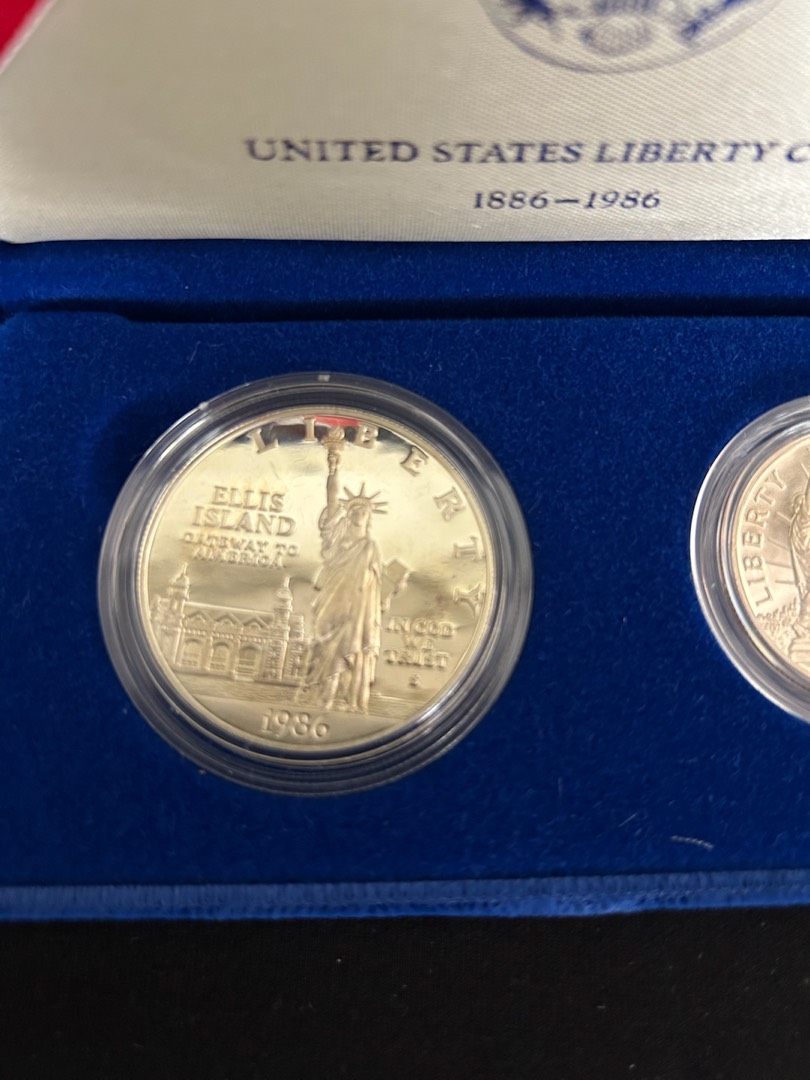 UNITED STATES LIBERTY C
1886–1986
LIBERTY
ELLIS
ISLAND
GATEWAY TO
AMERICA
IN GOD
WE
TRUST
S
1986
LIBERTY